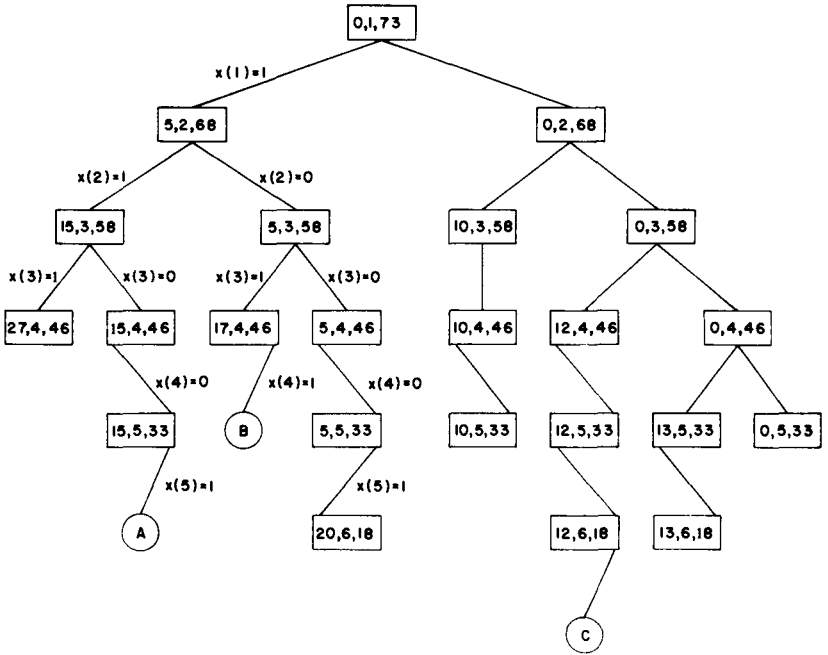 0,1,73
x(1)=1
5,2,68
0,2,68
x(2)=1
x(2)=0
15,3,58
5,3,58
10,3,58
0,3,58
x(3)=1
x(3)=0
x(3)=1
x(3)=0
27,4,46
15,4,46
17,4,46
5,4,46
10,4,46
12,4,46
0,4,46
x(4)=0
x(4)=1
x(4)=0
15,5,33
B
5,5,33
10,5,33
12,5,33
13,5,33
0,5,33
x(5)=1
x(5)=1
A
20,6,18
12,6,18
13,6,18
C